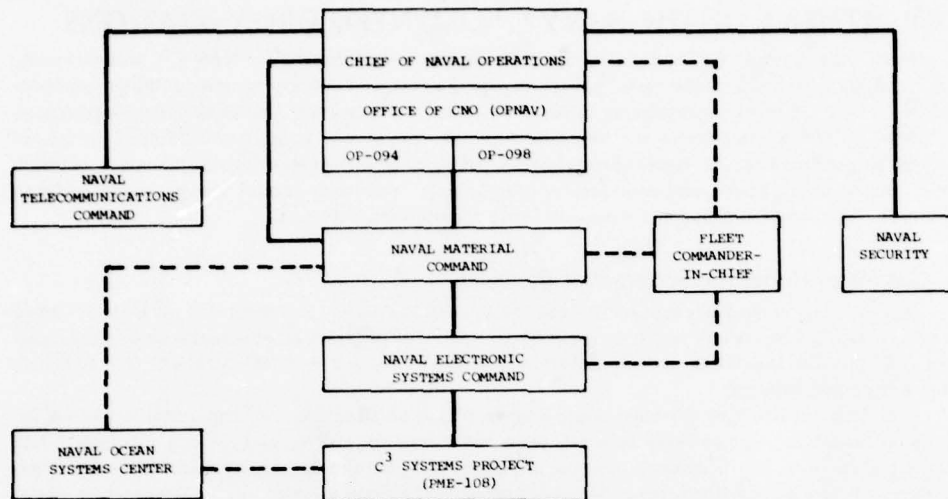 CHIEF OF NAVAL OPERATIONS
OFFICE OF CNO (OPNAV)
OP-094 OP-098
NAVAL
TELECOMMUNICATIONS
COMMAND
NAVAL MATERIAL
COMMAND
FLEET
COMMANDER-
IN-CHIEF
NAVAL
SECURITY
NAVAL ELECTRONIC
SYSTEMS COMMAND
NAVAL OCEAN
SYSTEMS CENTER
C³ SYSTEMS PROJECT
(PME-108)